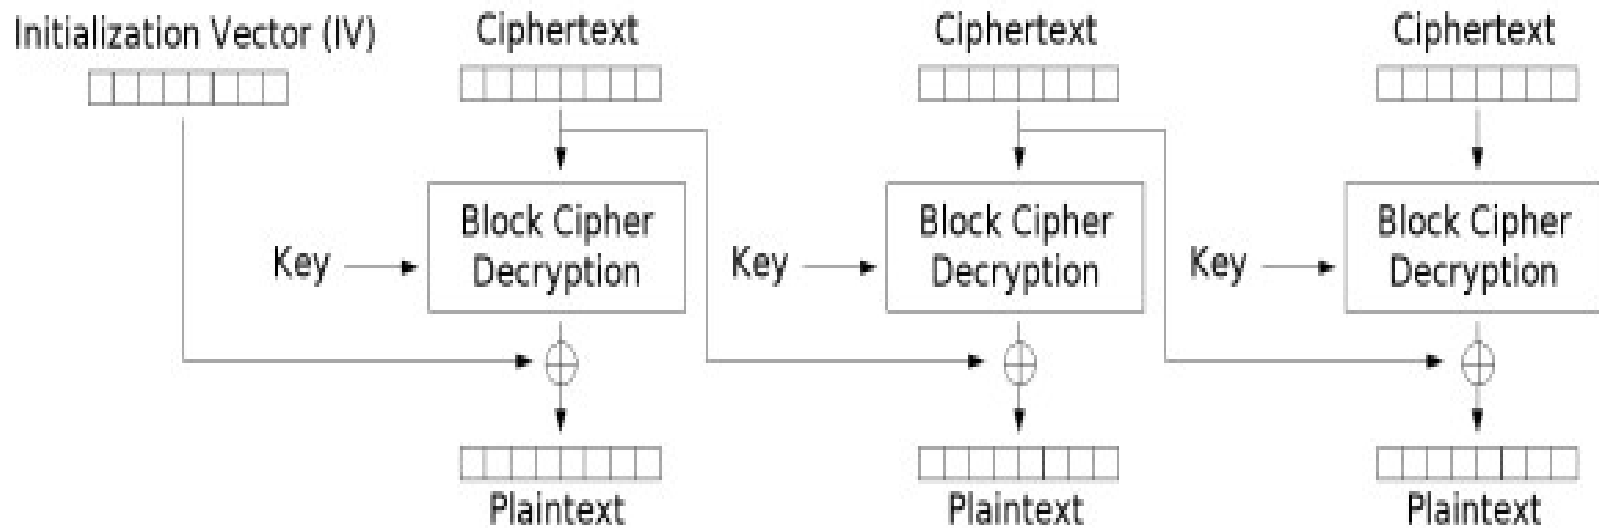 Initialization Vector (IV)
Ciphertext
Ciphertext
Ciphertext
Key
Block Cipher
Decryption
Key
Block Cipher
Decryption
Key
Block Cipher
Decryption
Plaintext
Plaintext
Plaintext